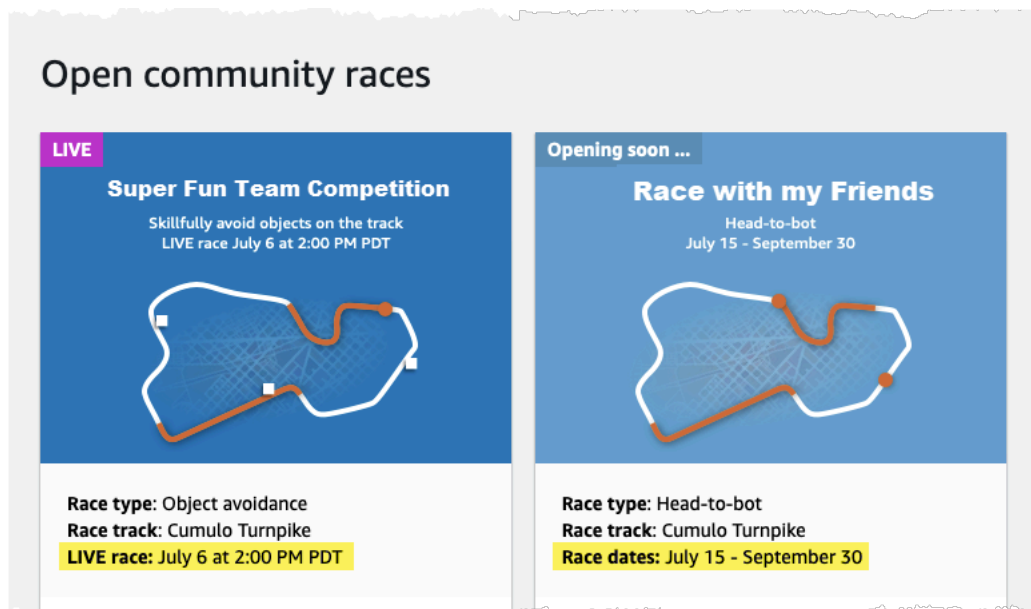 Open community races
LIVE
Super Fun Team Competition
Skillfully avoid objects on the track
LIVE race July 6 at 2:00 PM PDT
Race type: Object avoidance
Race track: Cumulo Turnpike
LIVE race: July 6 at 2:00 PM PDT
Opening soon ...
Race with my Friends
Head-to-bot
July 15 - September 30
Race type: Head-to-bot
Race track: Cumulo Turnpike
Race dates: July 15 - September 30